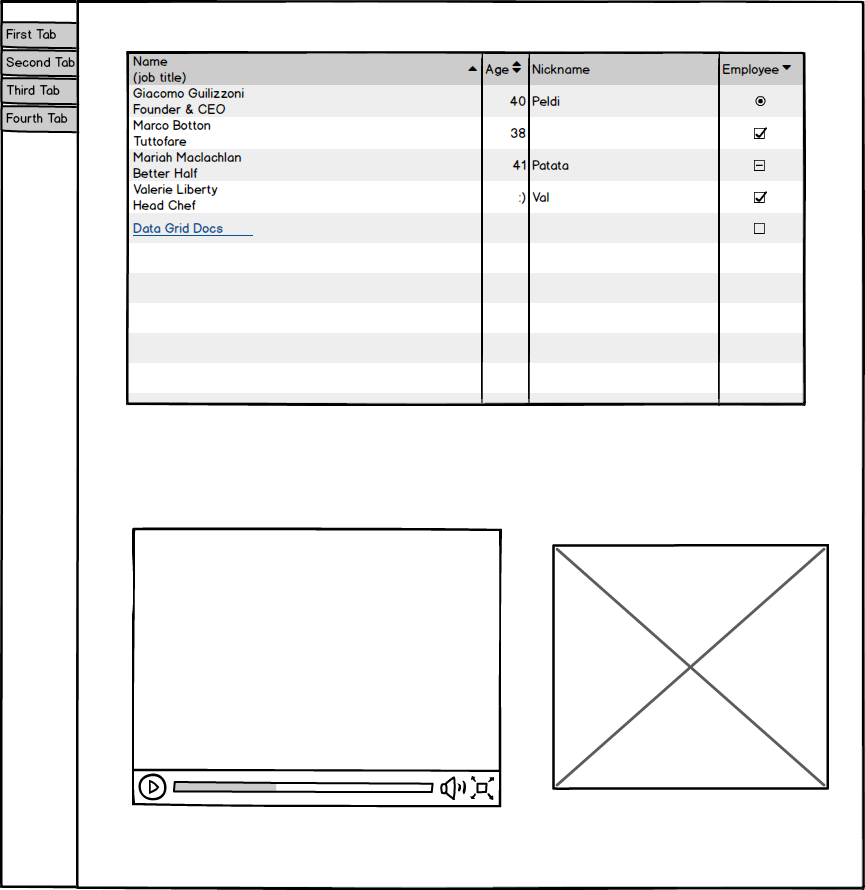 First Tab
Second Tab
Third Tab
Fourth Tab
Name
(job title)
Age Nickname Employee
Giacomo Guilizzoni
Founder & CEO
40 Peldi
Marco Botton
Tuttofare
38
Mariah Maclachlan
Better Half
41 Patata
Valerie Liberty
Head Chef
:) Val
Data Grid Docs